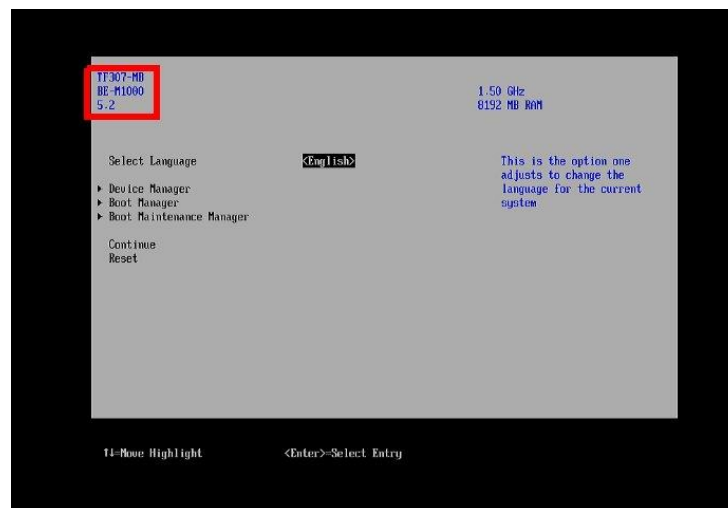 TF307-MB
BE-M1000
5.2
1.50 GHz
8192 MB RAM
Select Language <English>
This is the option one
adjusts to change the
language for the current
system
▸ Device Manager
▸ Boot Manager
▸ Boot Maintenance Manager
Continue
Reset
↑↓=Move Highlight <Enter>=Select Entry